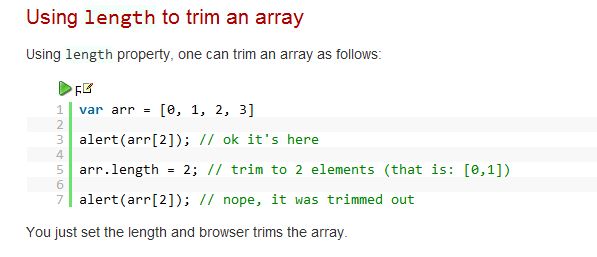 Using length to trim an array
Using length property, one can trim an array as follows:
1 var arr = [0, 1, 2, 3]
2
3 alert(arr[2]); // ok it's here
4
5 arr.length = 2; // trim to 2 elements (that is: [0,1])
6
7 alert(arr[2]); // nope, it was trimmed out
You just set the length and browser trims the array.